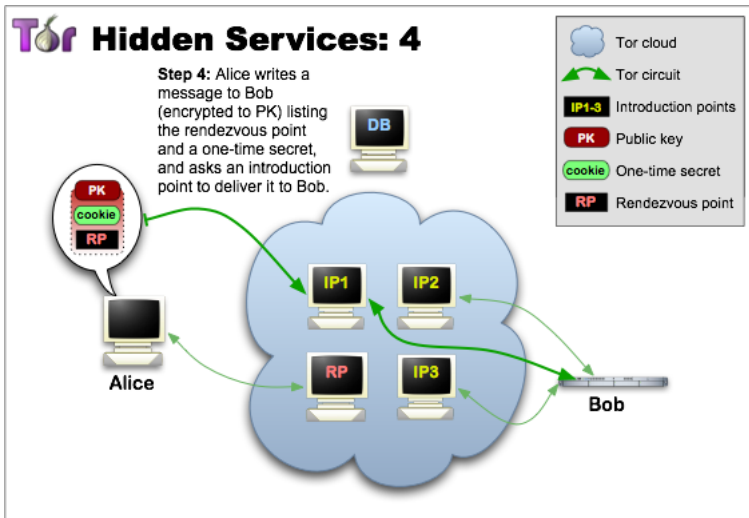 Tor Hidden Services: 4
Step 4: Alice writes a
message to Bob
(encrypted to PK) listing
the rendezvous point
and a one-time secret,
and asks an introduction
point to deliver it to Bob.
DB
Tor cloud
Tor circuit
IP1-3 Introduction points
PK Public key
cookie One-time secret
RP Rendezvous point
PK
cookie
RP
IP1
IP2
RP
IP3
Alice
Bob